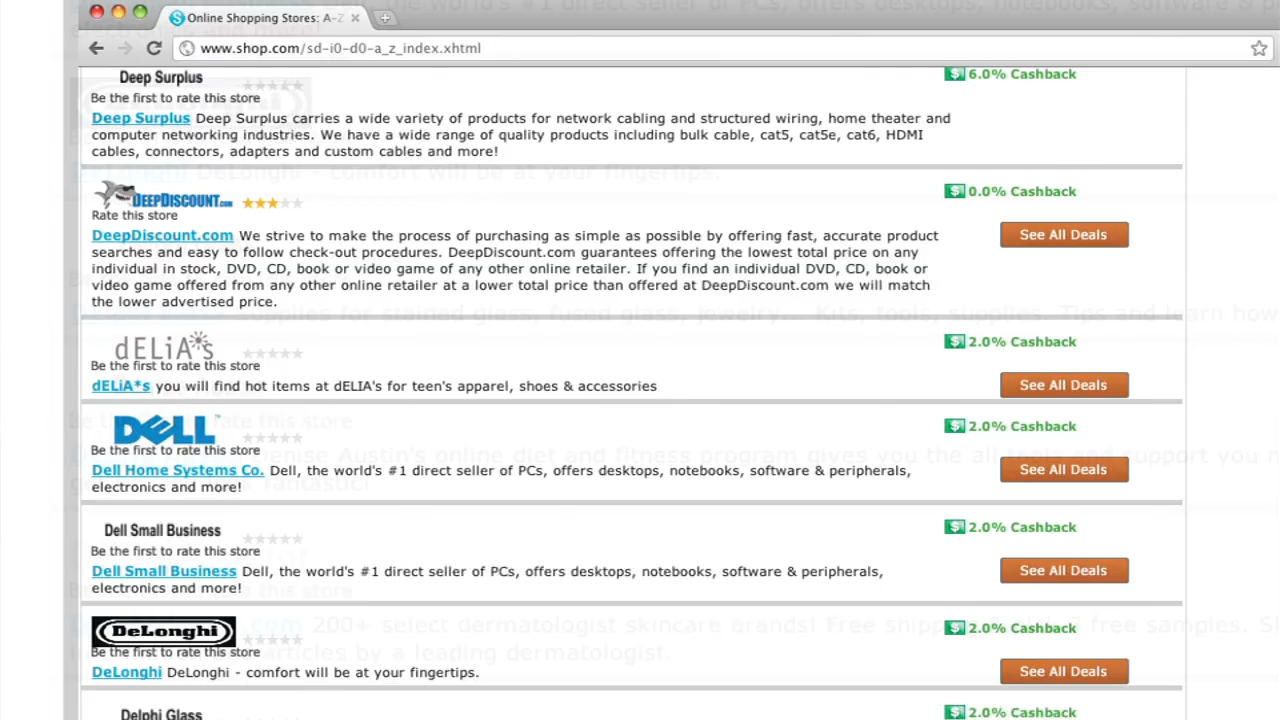 Online Shopping Stores: A-Z
www.shop.com/sd-i0-d0-a_z_index.xhtml
Deep Surplus
6.0% Cashback
Be the first to rate this store
Deep Surplus Deep Surplus carries a wide variety of products for network cabling and structured wiring, home theater and
computer networking industries. We have a wide range of quality products including bulk cable, cat5, cat5e, cat6, HDMI
cables, connectors, adapters and custom cables and more!
DEEPDISCOUNT.COM
0.0% Cashback
Rate this store
DeepDiscount.com We strive to make the process of purchasing as simple as possible by offering fast, accurate product
See All Deals
searches and easy to follow check-out procedures. DeepDiscount.com guarantees offering the lowest total price on any
individual in stock, DVD, CD, book or video game of any other online retailer. If you find an individual DVD, CD, book or
video game offered from any other online retailer at a lower total price than offered at DeepDiscount.com we will match
the lower advertised price.
dELiA*s
2.0% Cashback
Be the first to rate this store
dELiA*s you will find hot items at dELIA's for teen's apparel, shoes & accessories
See All Deals
DELL™
2.0% Cashback
Be the first to rate this store
Dell Home Systems Co. Dell, the world's #1 direct seller of PCs, offers desktops, notebooks, software & peripherals,
See All Deals
electronics and more!
Dell Small Business
2.0% Cashback
Be the first to rate this store
Dell Small Business Dell, the world's #1 direct seller of PCs, offers desktops, notebooks, software & peripherals,
See All Deals
electronics and more!
DeLonghi
2.0% Cashback
Be the first to rate this store
DeLonghi DeLonghi - comfort will be at your fingertips.
See All Deals
Delphi Glass
2.0% Cashback